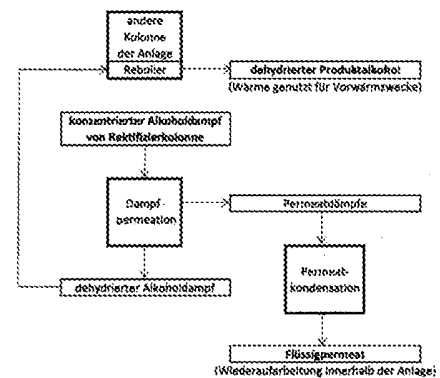 andere
Kolonne
der Anlage
Reboiler
dehydrierter Produktalkohol
(Wärme genutzt für Vorwärmzwecke)
konzentrierter Alkoholdampf
von Rektifizierkolonne
Dampf-
permeation
Permeatdämpfe
dehydrierter Alkoholdampf
Permeat-
kondensation
Flüssigpermeat
(Wiederaufarbeitung innerhalb der Anlage)